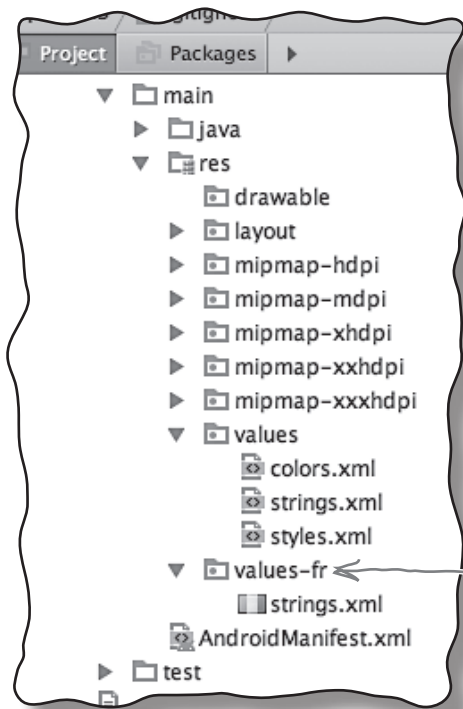 Project Packages
main
java
res
drawable
layout
mipmap-hdpi
mipmap-mdpi
mipmap-xhdpi
mipmap-xxhdpi
mipmap-xxxhdpi
values
colors.xml
strings.xml
styles.xml
values-fr
strings.xml
AndroidManifest.xml
test